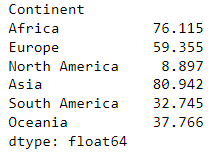 Continent
Africa 76.115
Europe 59.355
North America 8.897
Asia 80.942
South America 32.745
Oceania 37.766
dtype: float64